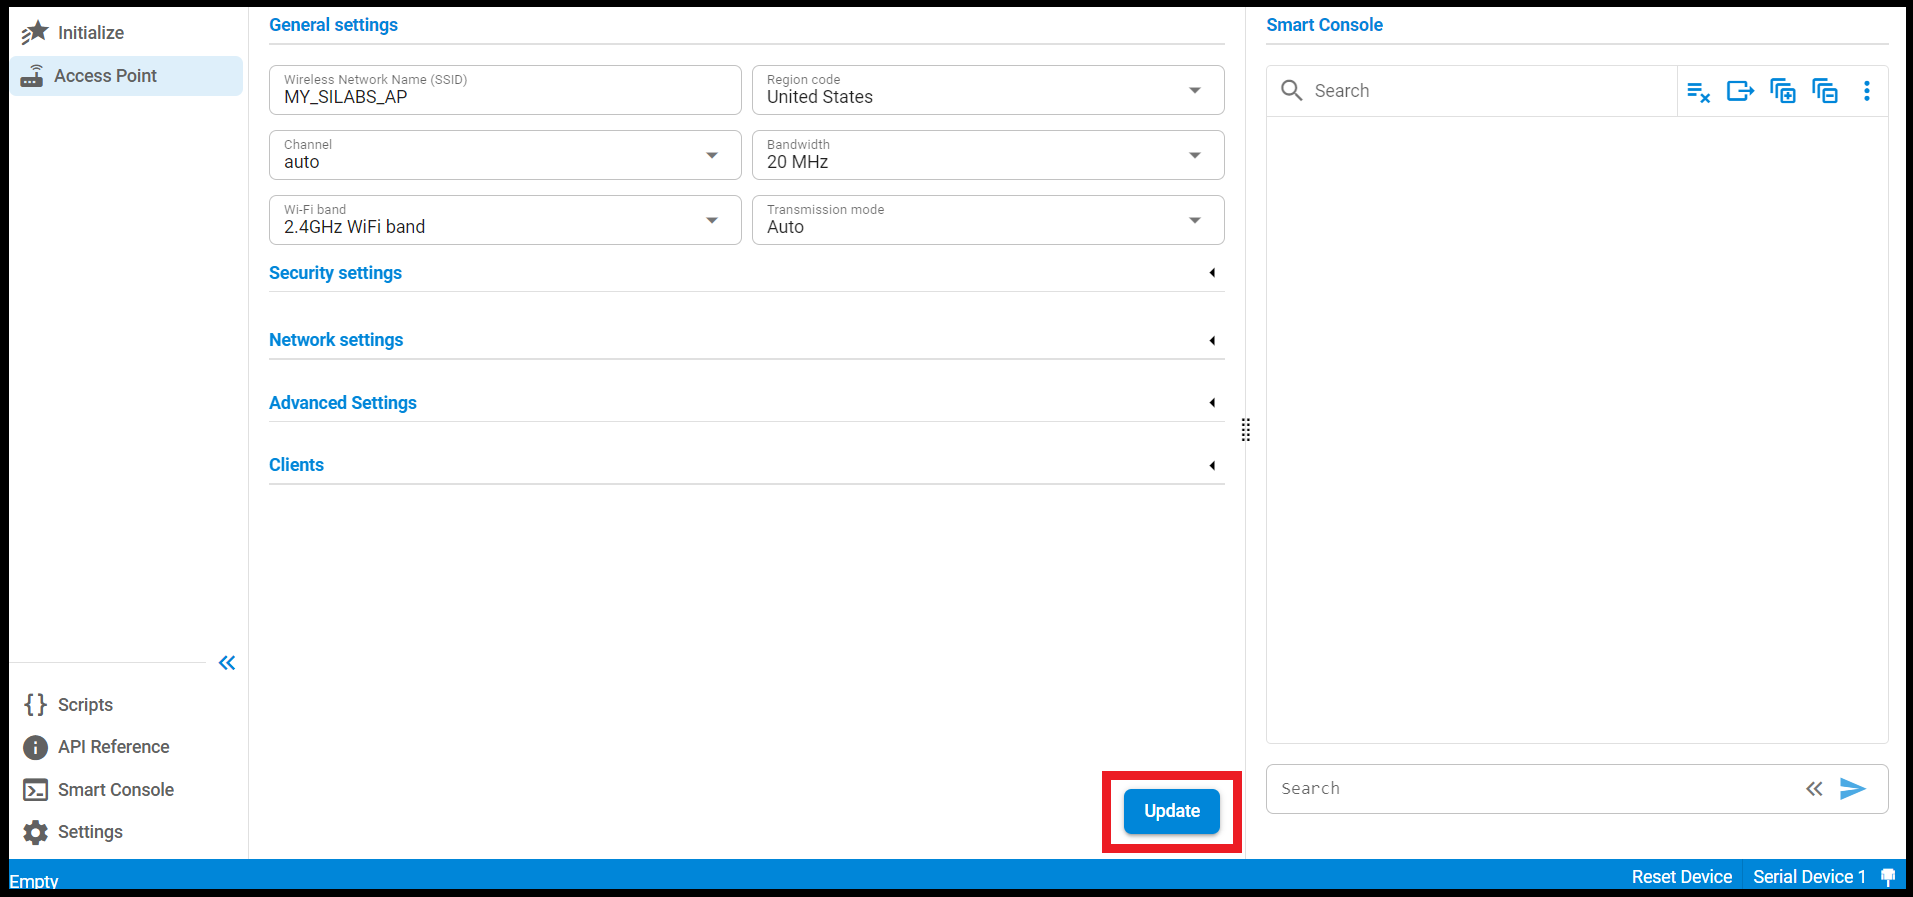 Initialize
Access Point
General settings
Wireless Network Name (SSID)
MY_SILABS_AP
Region code
United States
Channel
auto
Bandwidth
20 MHz
Wi-Fi band
2.4GHz WiFi band
Transmission mode
Auto
Security settings
Network settings
Advanced Settings
Clients
Update
Smart Console
Search
Search
Scripts
API Reference
Smart Console
Settings
Empty
Reset Device
Serial Device 1